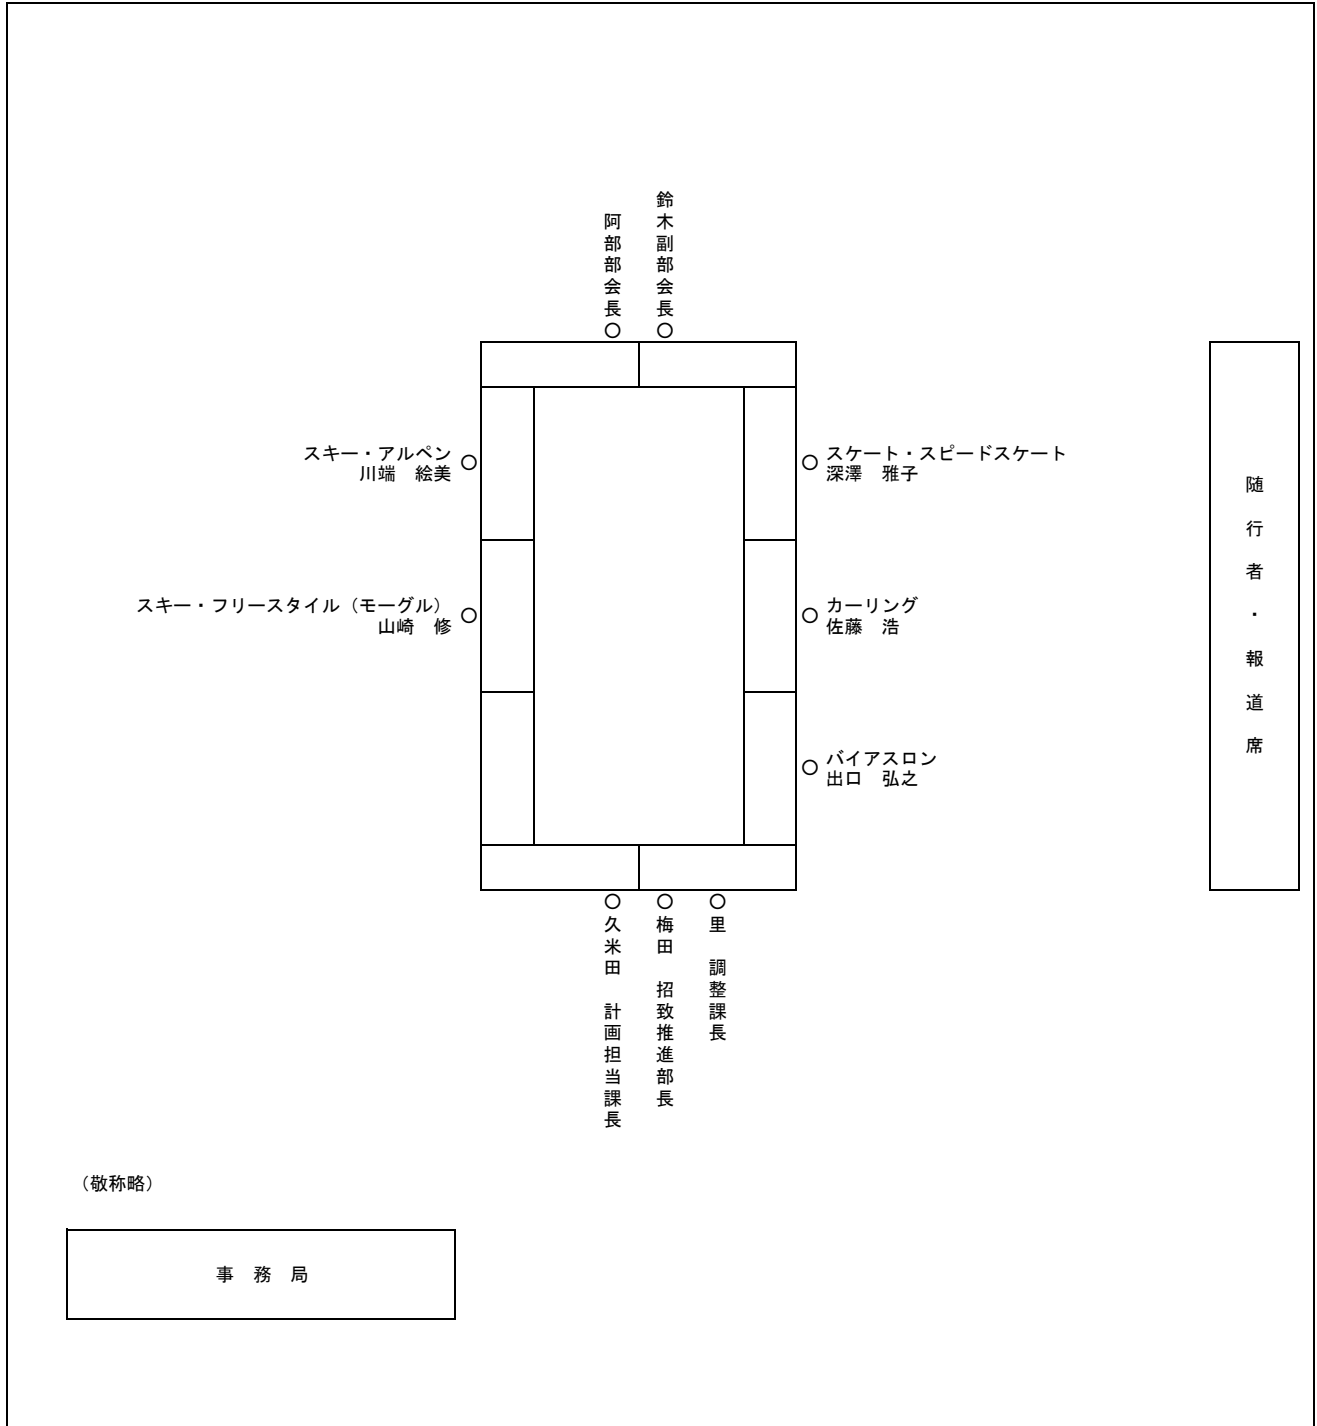 阿部部会長
鈴木副部会長
スキー・アルペン
川端　絵美
スケート・スピードスケート
深澤　雅子
スキー・フリースタイル（モーグル）
山崎　修
カーリング
佐藤　浩
バイアスロン
出口　弘之
随行者・報道席
久米田　計画担当課長
梅田　招致推進部長
里　調整課長
（敬称略）
事　務　局